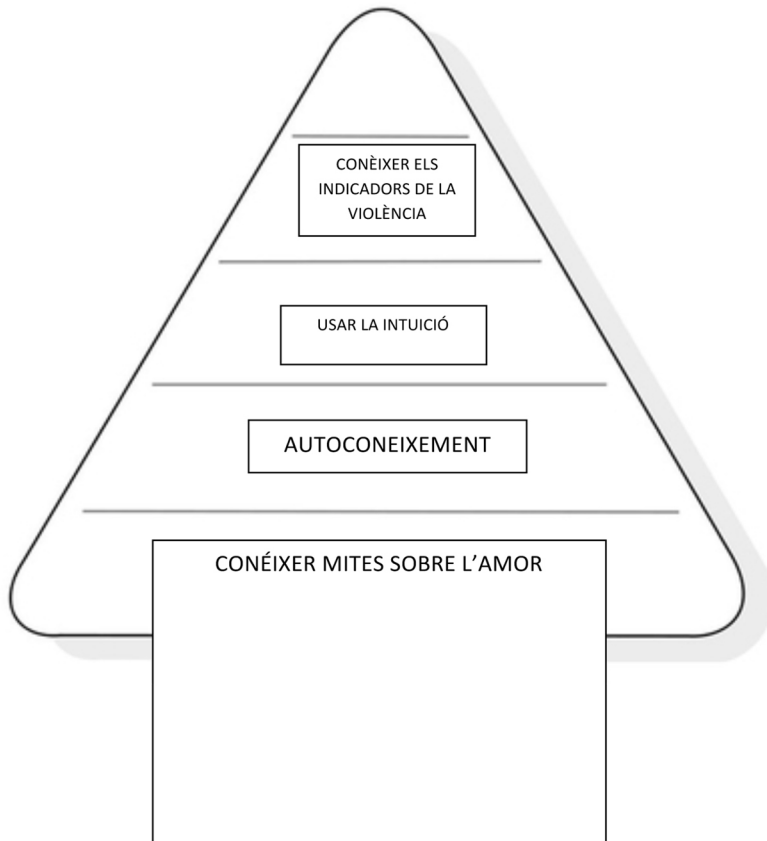 CONÈIXER ELS
INDICADORS DE LA
VIOLÈNCIA
USAR LA INTUICIÓ
AUTOCONEIXEMENT
CONÉIXER MITES SOBRE L’AMOR